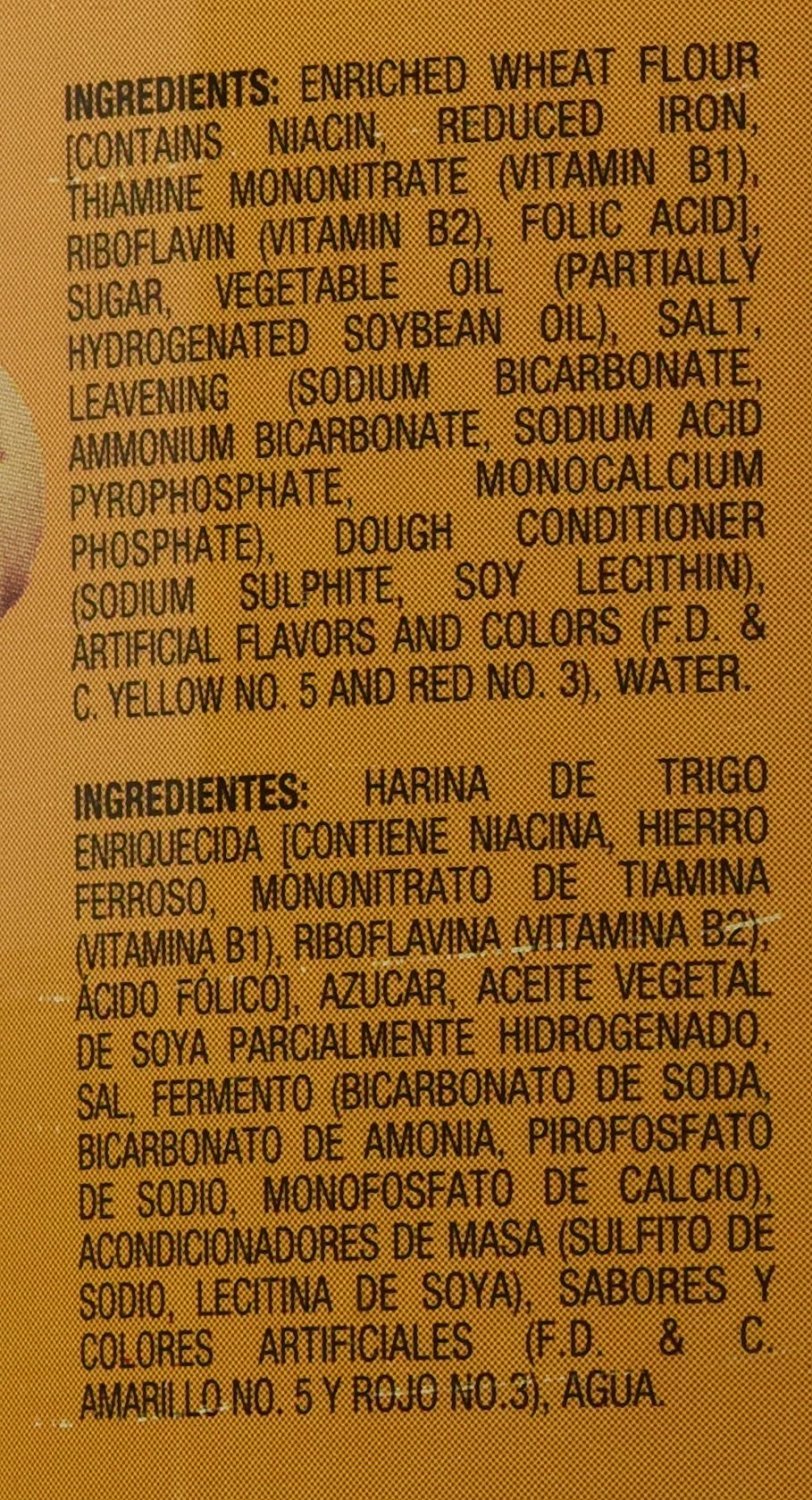 INGREDIENTS: ENRICHED WHEAT FLOUR
[CONTAINS NIACIN, REDUCED IRON,
THIAMINE MONONITRATE (VITAMIN B1),
RIBOFLAVIN (VITAMIN B2), FOLIC ACID],
SUGAR, VEGETABLE OIL (PARTIALLY
HYDROGENATED SOYBEAN OIL), SALT,
LEAVENING (SODIUM BICARBONATE,
AMMONIUM BICARBONATE, SODIUM ACID
PYROPHOSPHATE, MONOCALCIUM
PHOSPHATE), DOUGH CONDITIONER
(SODIUM SULPHITE, SOY LECITHIN),
ARTIFICIAL FLAVORS AND COLORS (F.D. &
C. YELLOW NO. 5 AND RED NO. 3), WATER.
INGREDIENTES: HARINA DE TRIGO
ENRIQUECIDA [CONTIENE NIACINA, HIERRO
FERROSO, MONONITRATO DE TIAMINA
(VITAMINA B1), RIBOFLAVINA (VITAMINA B2),
ÁCIDO FÓLICO], AZUCAR, ACEITE VEGETAL
DE SOYA PARCIALMENTE HIDROGENADO,
SAL, FERMENTO (BICARBONATO DE SODA,
BICARBONATO DE AMONIA, PIROFOSFATO
DE SODIO, MONOFOSFATO DE CALCIO),
ACONDICIONADORES DE MASA (SULFITO DE
SODIO, LECITINA DE SOYA), SABORES Y
COLORES ARTIFICIALES (F.D. & C.
AMARILLO NO. 5 Y ROJO NO.3), AGUA.